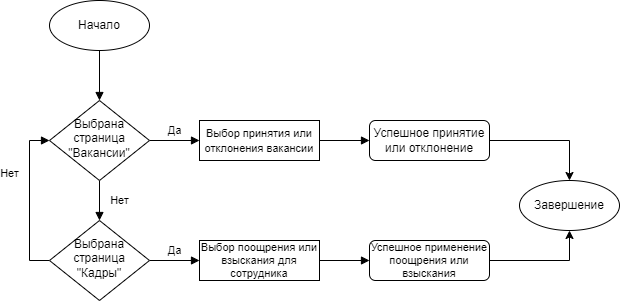 Начало
Выбрана
страница
"Вакансии"
Да
Выбор принятия или
отклонения вакансии
Успешное принятие
или отклонение
Нет
Нет
Завершение
Выбрана
страница
"Кадры"
Да
Выбор поощрения или
взыскания для
сотрудника
Успешное применение
поощрения или
взыскания